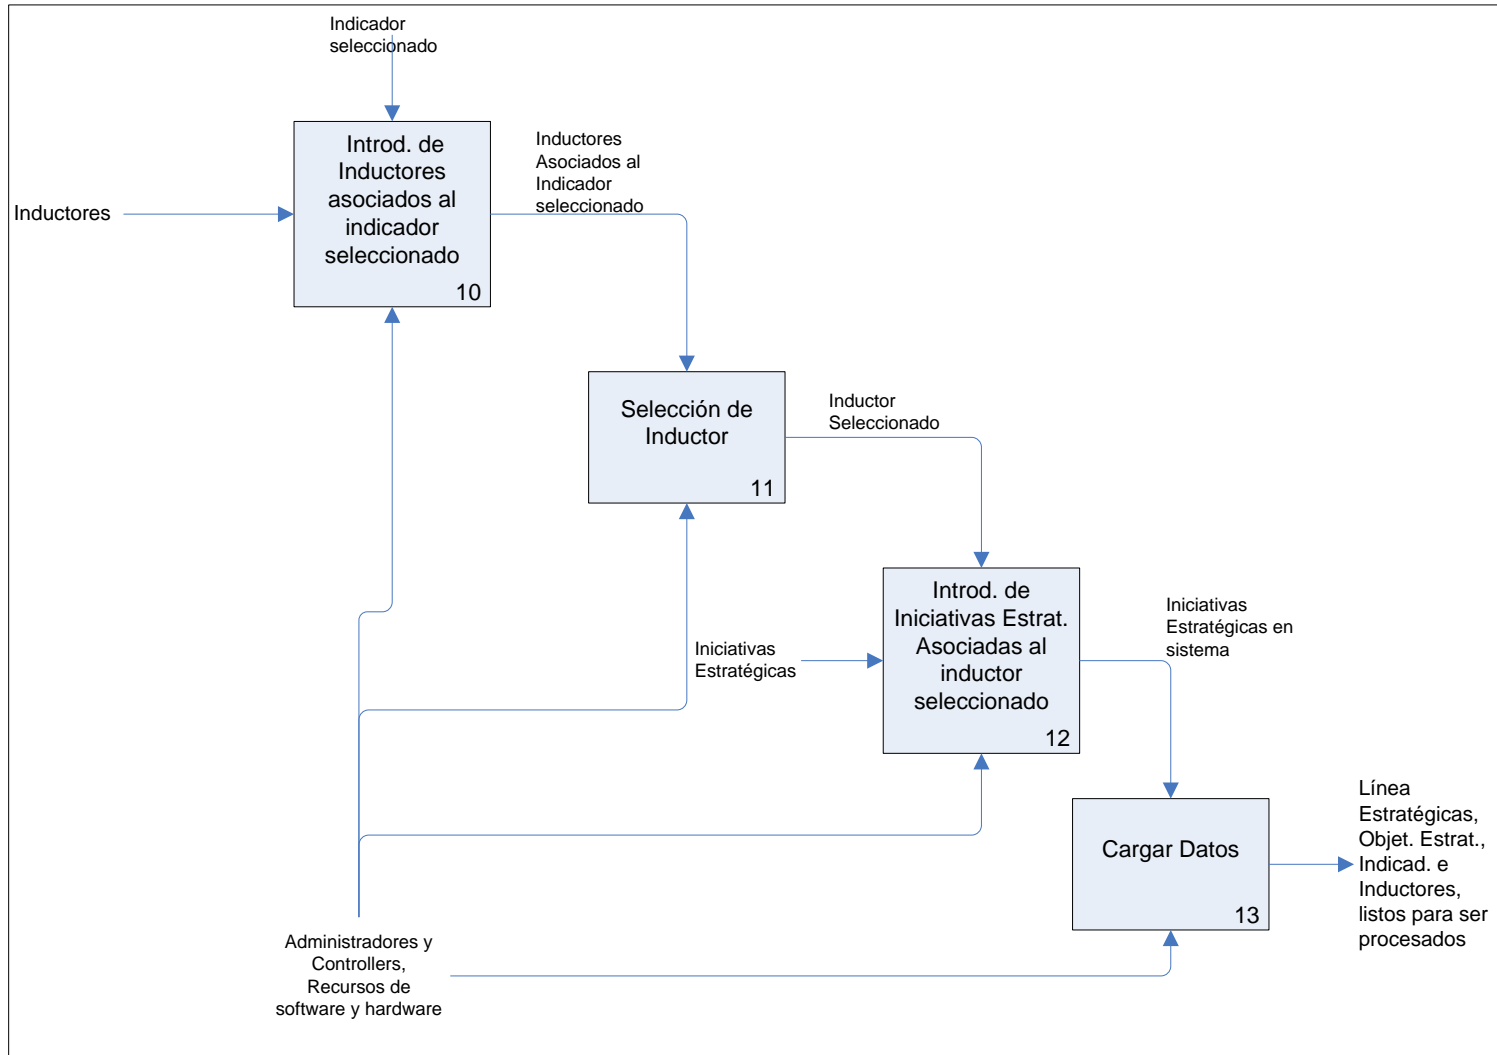 Indicador
seleccionado
Introd. de
Inductores
asociados al
indicador
seleccionado
10
Inductores
Inductores
Asociados al
Indicador
seleccionado
Selección de
Inductor
11
Inductor
Seleccionado
Introd. de
Iniciativas Estrat.
Asociadas al
inductor
seleccionado
12
Iniciativas
Estratégicas
Iniciativas
Estratégicas en
sistema
Cargar Datos
13
Línea
Estratégicas,
Objet. Estrat.,
Indicad. e
Inductores,
listos para ser
procesados
Administradores y
Controllers,
Recursos de
software y hardware